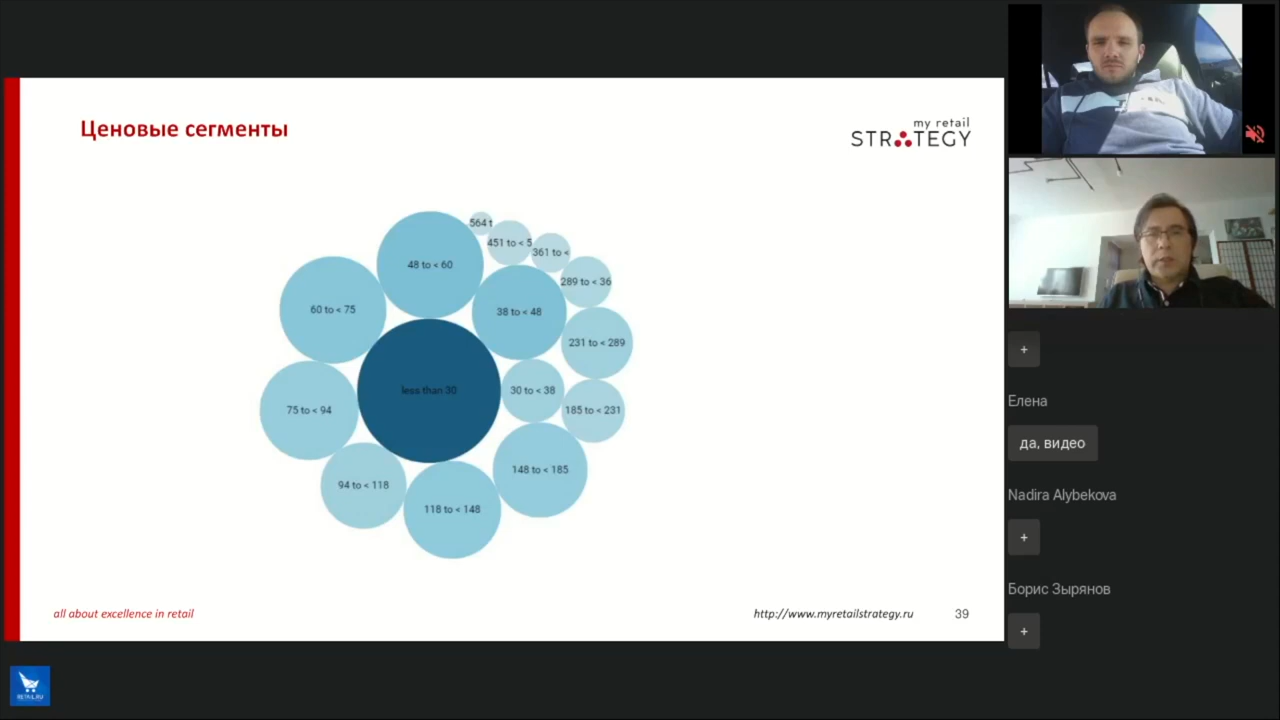 Ценовые сегменты
my retail
STRATEGY
564 t
451 to < 5
361 to <
48 to < 60
289 to < 36
60 to < 75
38 to < 48
231 to < 289
less than 30
30 to < 38
75 to < 94
185 to < 231
148 to < 185
94 to < 118
118 to < 148
all about excellence in retail
http://www.myretailstrategy.ru
39
RETAIL.RU
+
Елена
да, видео
Nadira Alybekova
+
Борис Зырянов
+